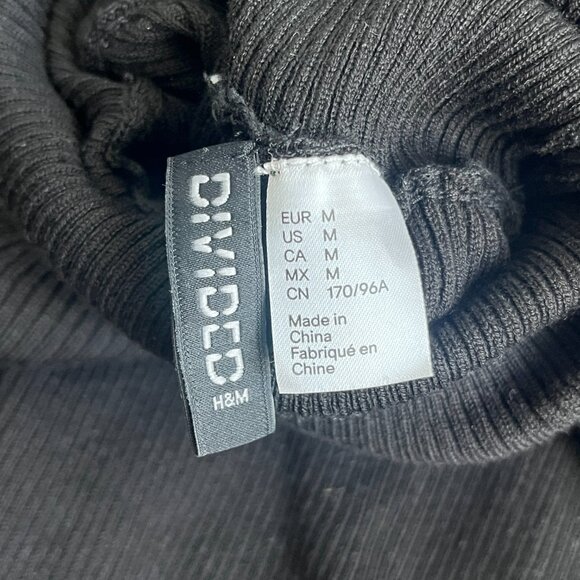 DIVIDED
H&M
EUR M
US M
CA M
MX M
CN 170/96A
Made in
China
Fabriqué en
Chine